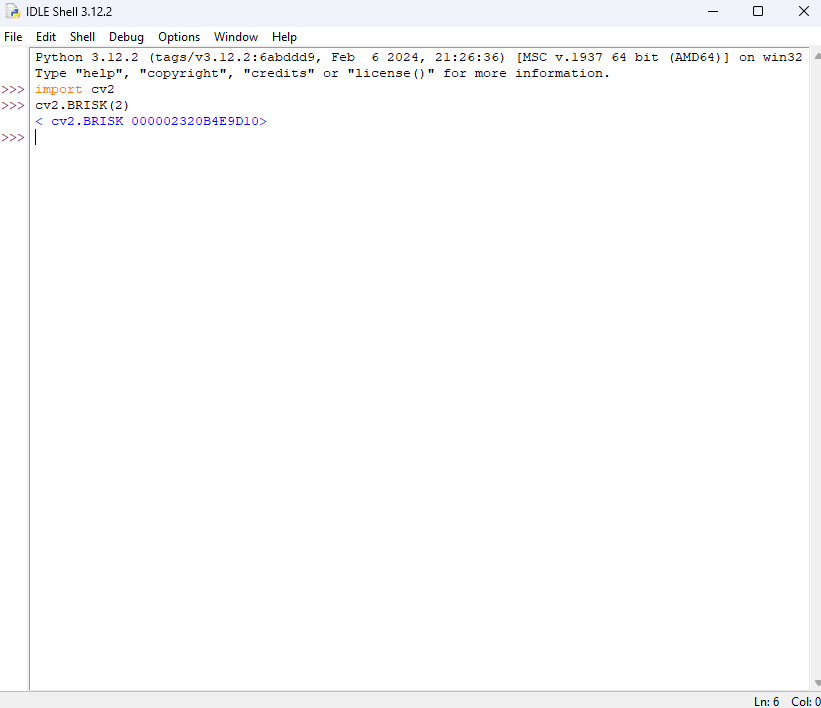 IDLE Shell 3.12.2
File Edit Shell Debug Options Window Help
Python 3.12.2 (tags/v3.12.2:6abddd9, Feb  6 2024, 21:26:36) [MSC v.1937 64 bit (AMD64)] on win32
Type "help", "copyright", "credits" or "license()" for more information.
>>> import cv2
>>> cv2.BRISK(2)
< cv2.BRISK 000002320B4E9D10>
>>>
Ln: 6 Col: 0